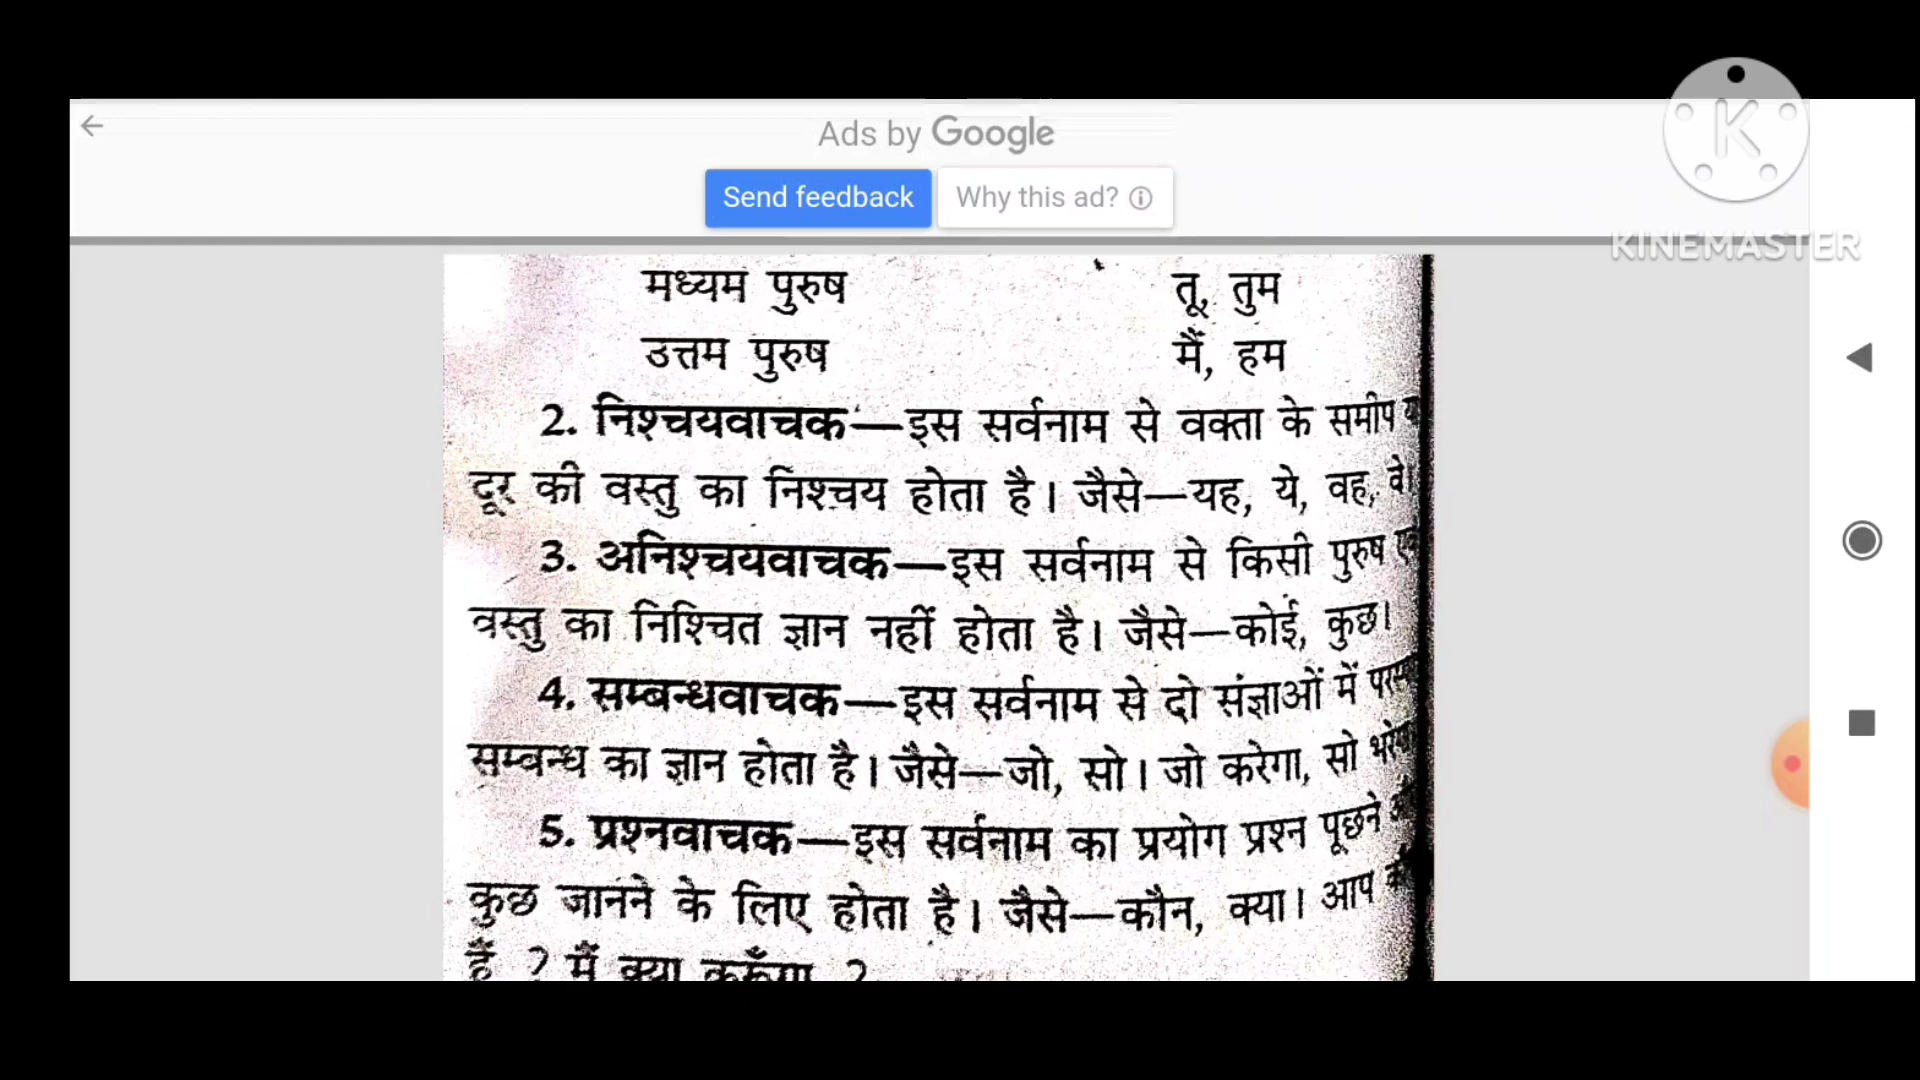 Ads by Google
Send feedback
Why this ad?
K
KINEMASTER
मध्यम पुरुष तू, तुम
उत्तम पुरुष मैं, हम
2. निश्चयवाचक—इस सर्वनाम से वक्ता के समीप
दूर की वस्तु का निश्चय होता है। जैसे—यह, ये, वह, वे।
3. अनिश्चयवाचक—इस सर्वनाम से किसी पुरुष
वस्तु का निश्चित ज्ञान नहीं होता है। जैसे—कोई, कुछ।
4. सम्बन्धवाचक—इस सर्वनाम से दो संज्ञाओं में
सम्वन्ध का ज्ञान होता है। जैसे—जो, सो। जो करेगा, सो
5. प्रश्नवाचक—इस सर्वनाम का प्रयोग प्रश्न पूछने
कुछ जानने के लिए होता है। जैसे—कौन, क्या। आप
हैं ? मैं क्या करूँगा ?